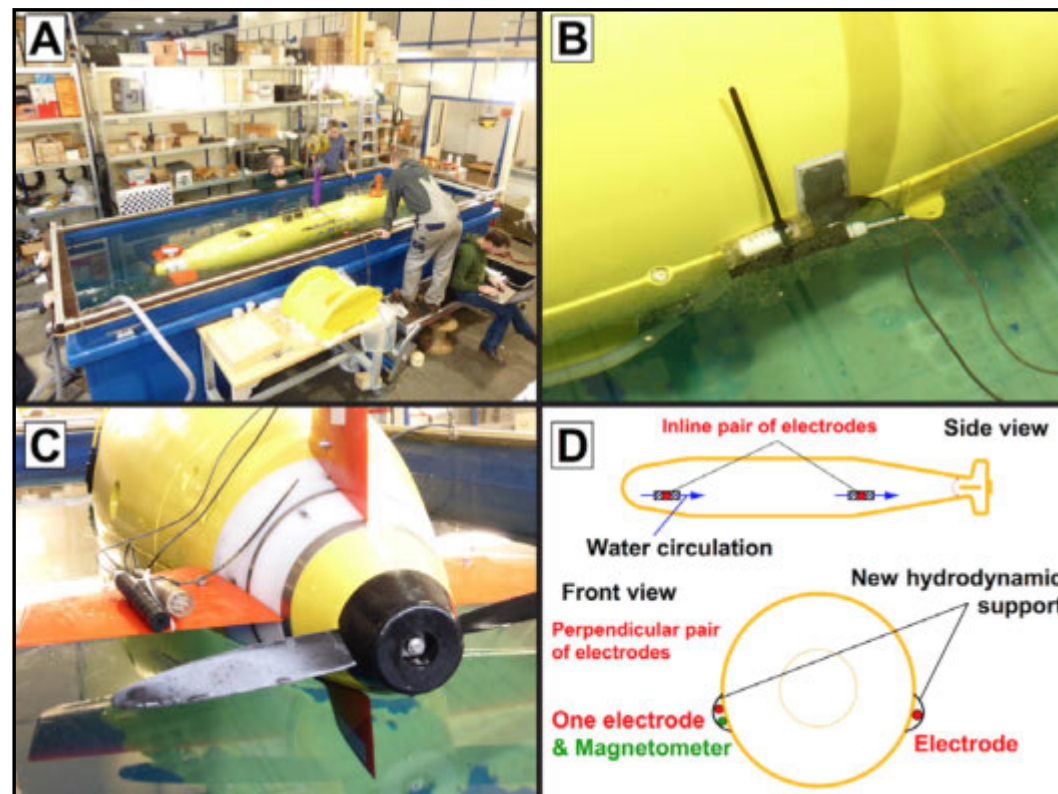 A
B
C
D
Inline pair of electrodes
Side view
Water circulation
Front view
New hydrodynamic
support
Perpendicular pair
of electrodes
One electrode
& Magnetometer
Electrode